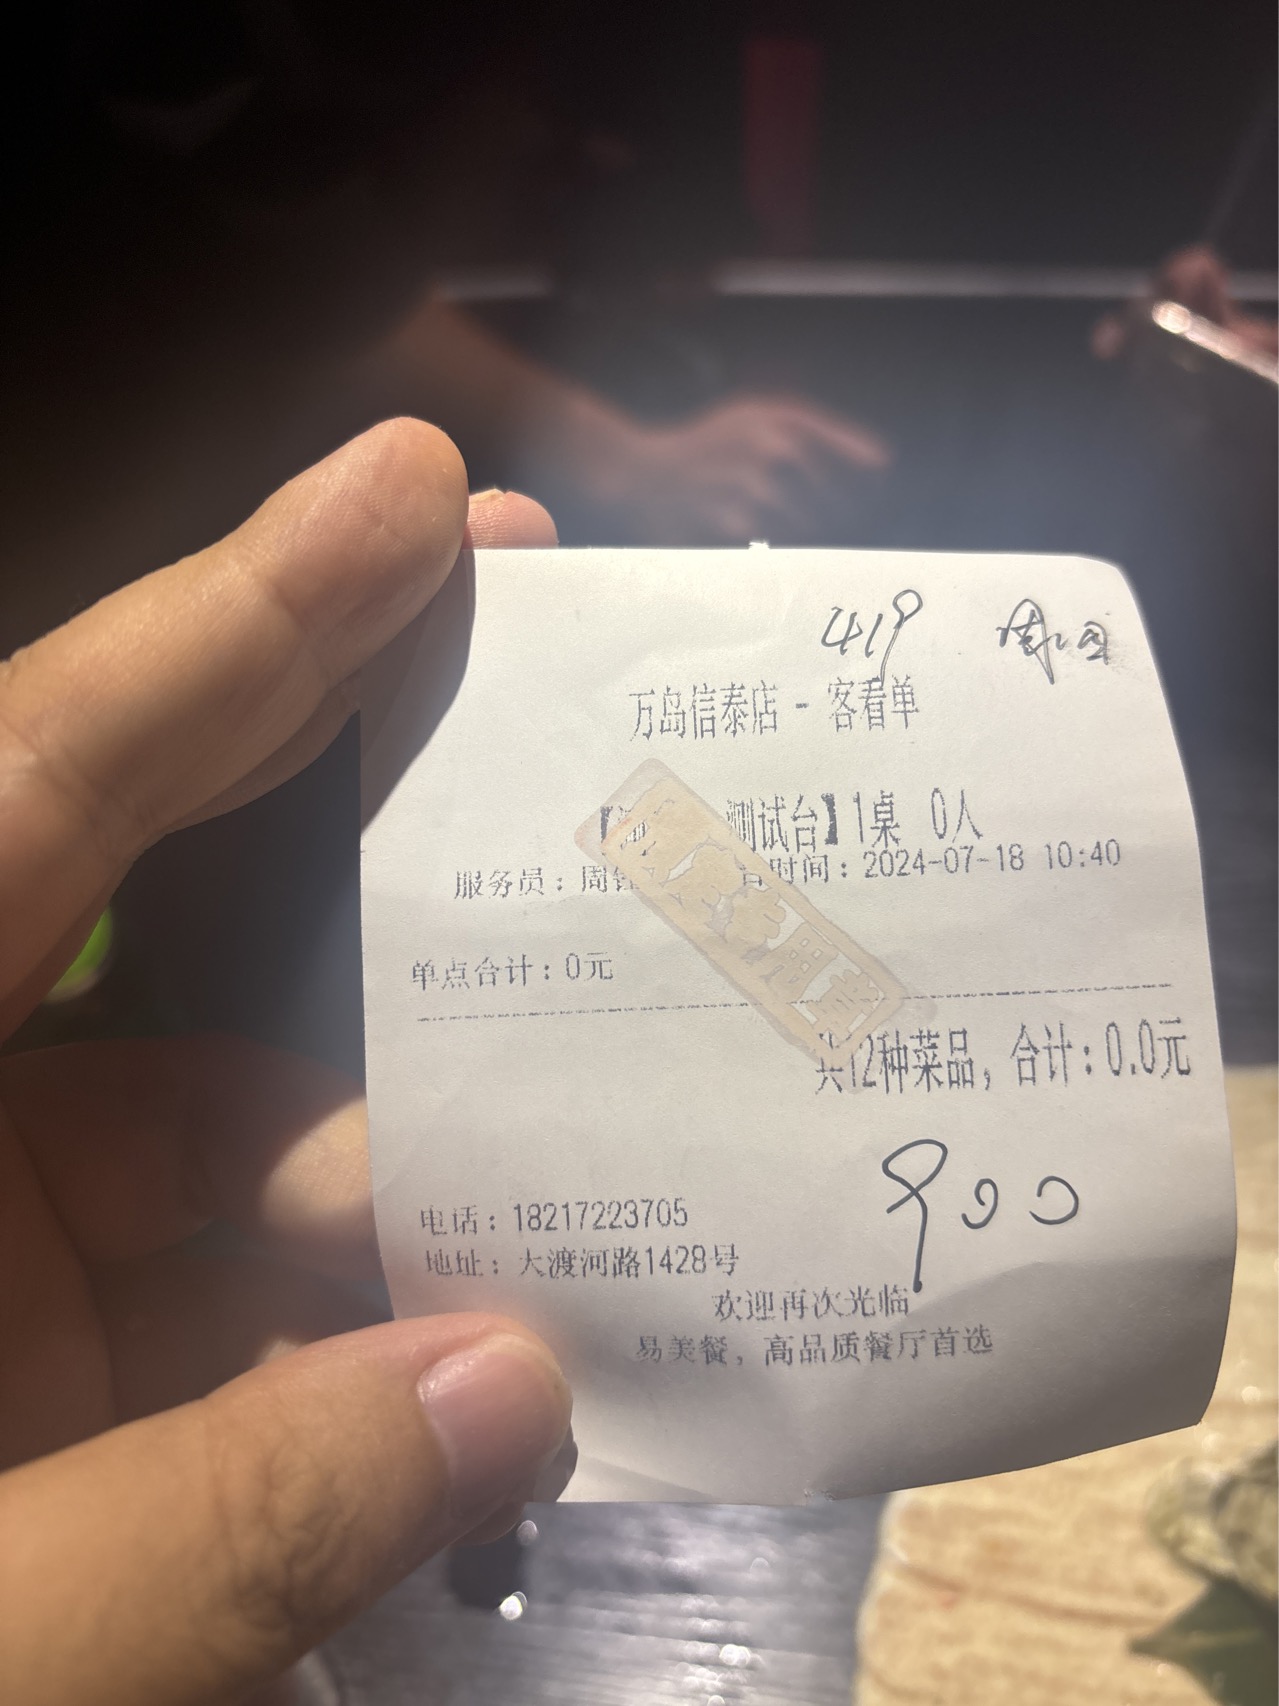 419
万岛信泰店 - 客看单
测试台】1桌 0人
服务员：周 时间：2024-07-18 10:40
单点合计：0元
共12种菜品，合计：0.0元
900
电话：18217223705
地址：大渡河路1428号
欢迎再次光临
易美餐，高品质餐厅首选
专用章